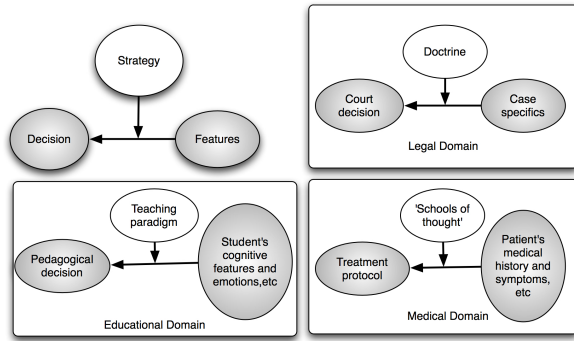 Strategy
Decision
Features
Doctrine
Court
decision
Case
specifics
Legal Domain
Teaching
paradigm
Pedagogical
decision
Student's
cognitive
features and
emotions,etc
Educational Domain
'Schools of
thought'
Treatment
protocol
Patient's
medical
history and
symptoms,
etc
Medical Domain